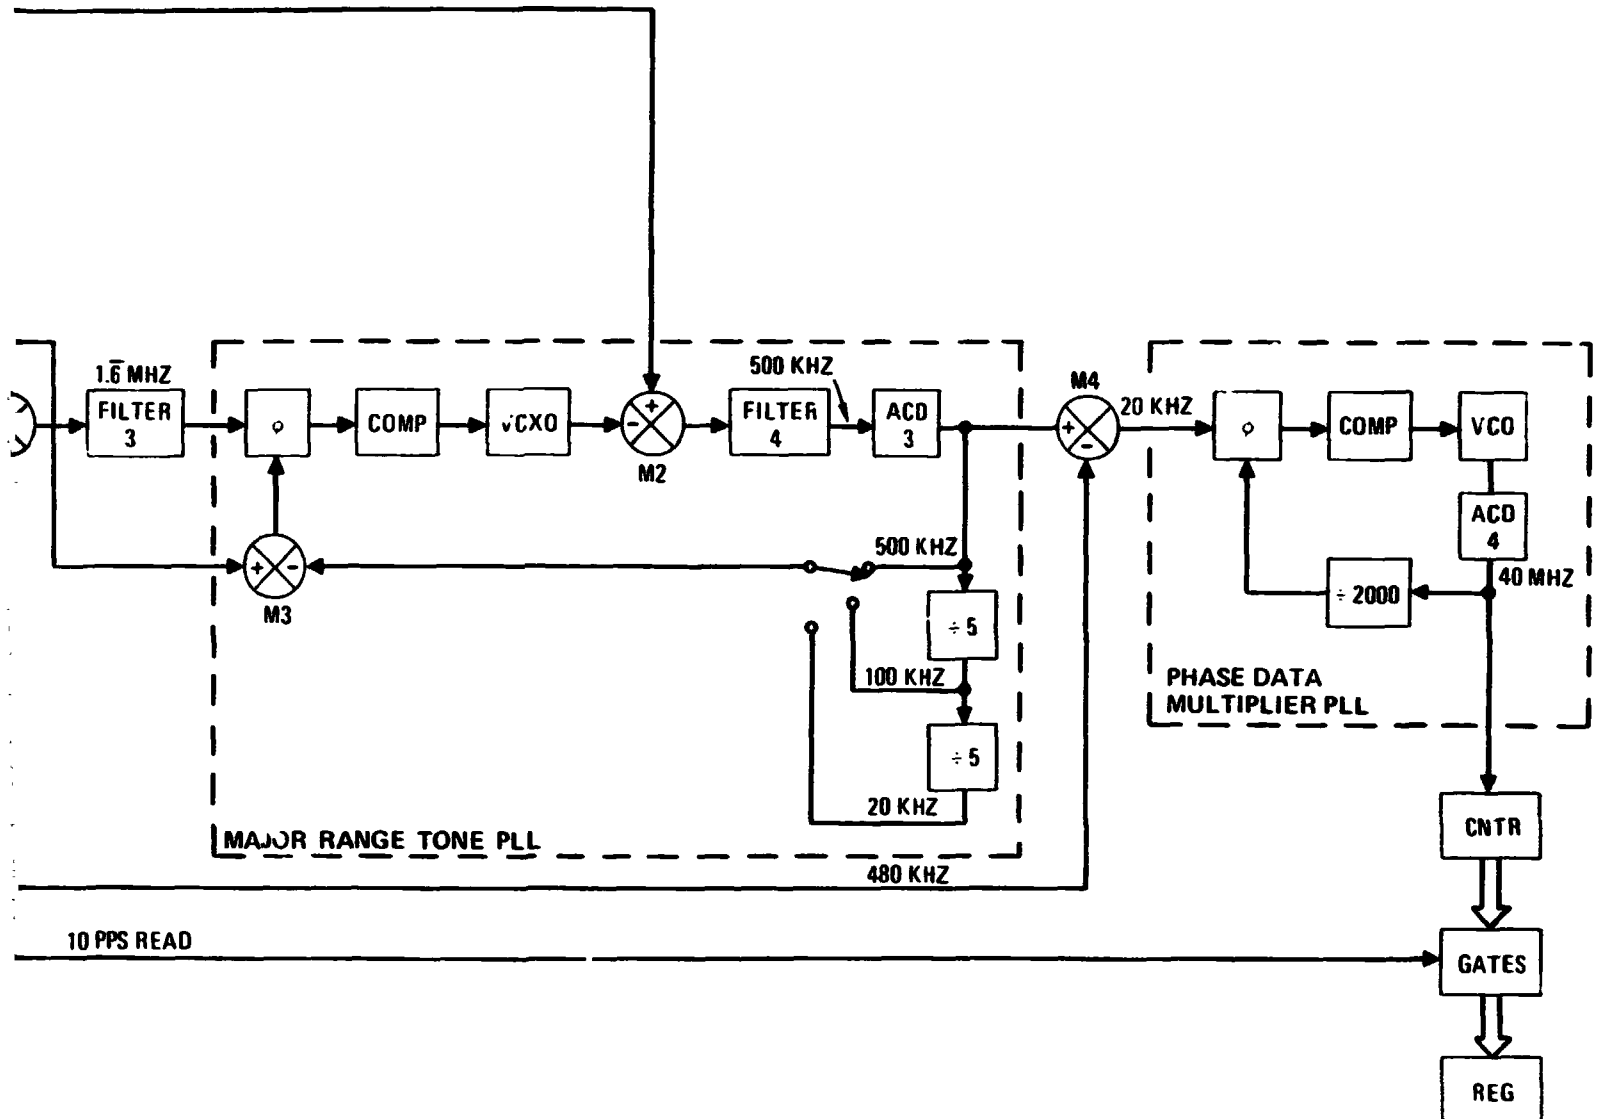 1.6̅ MHZ
FILTER
3
φ
COMP
VCXO
+
-
M2
500 KHZ
FILTER
4
ACD
3
M4
+
-
20 KHZ
φ
COMP
VCO
ACD
4
40 MHZ
÷ 2000
PHASE DATA
MULTIPLIER PLL
+
-
M3
500 KHZ
÷ 5
100 KHZ
÷ 5
20 KHZ
MAJOR RANGE TONE PLL
480 KHZ
10 PPS READ
CNTR
GATES
REG